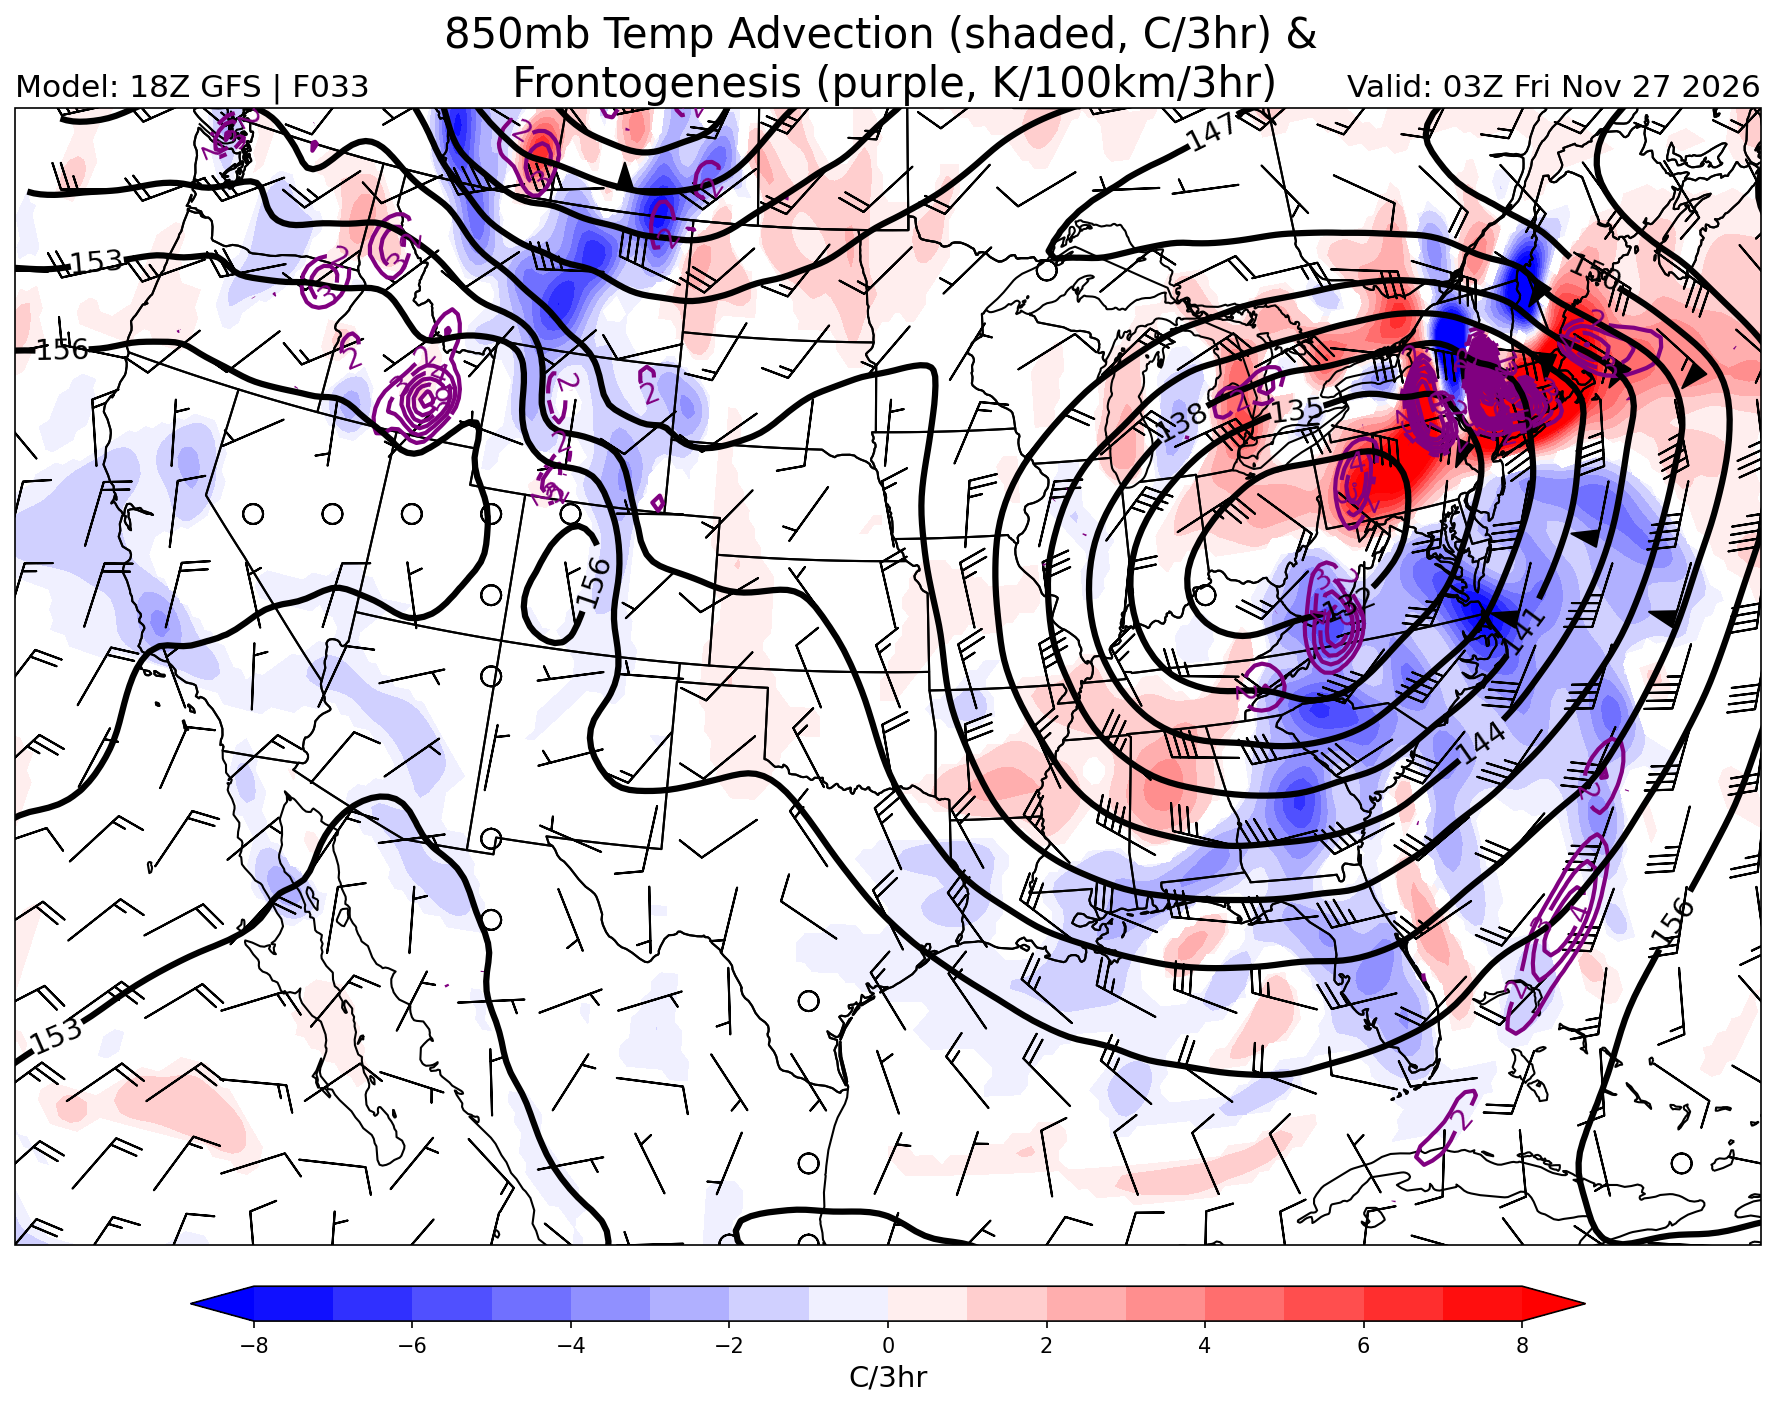 850mb Temp Advection (shaded, C/3hr) &
Model: 18Z GFS | F033
Frontogenesis (purple, K/100km/3hr)
Valid: 03Z Fri Nov 27 2026
147
150
153
156
138
135
156
132
141
144
156
153
−8 −6 −4 −2 0 2 4 6 8
C/3hr